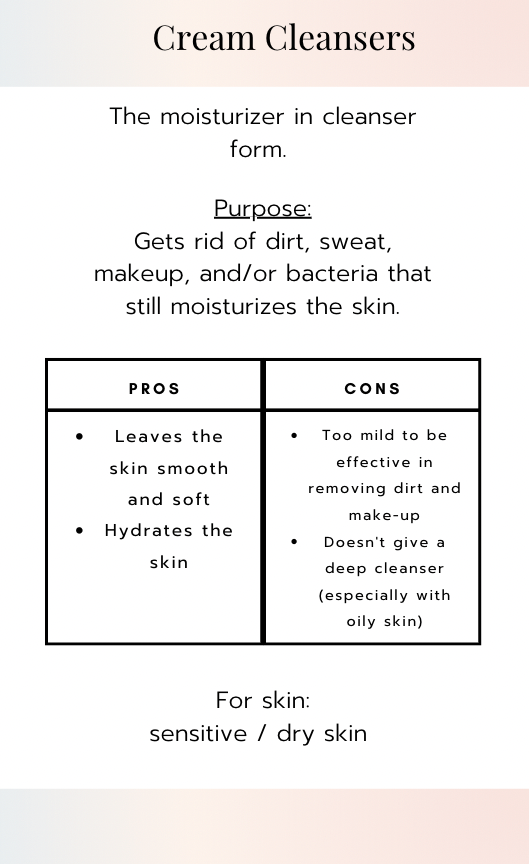 Cream Cleansers
The moisturizer in cleanser
form.
Purpose:
Gets rid of dirt, sweat,
makeup, and/or bacteria that
still moisturizes the skin.
PROS
CONS
• Leaves the
skin smooth
and soft
• Hydrates the
skin
• Too mild to be
effective in
removing dirt and
make-up
• Doesn't give a
deep cleanser
(especially with
oily skin)
For skin:
sensitive / dry skin